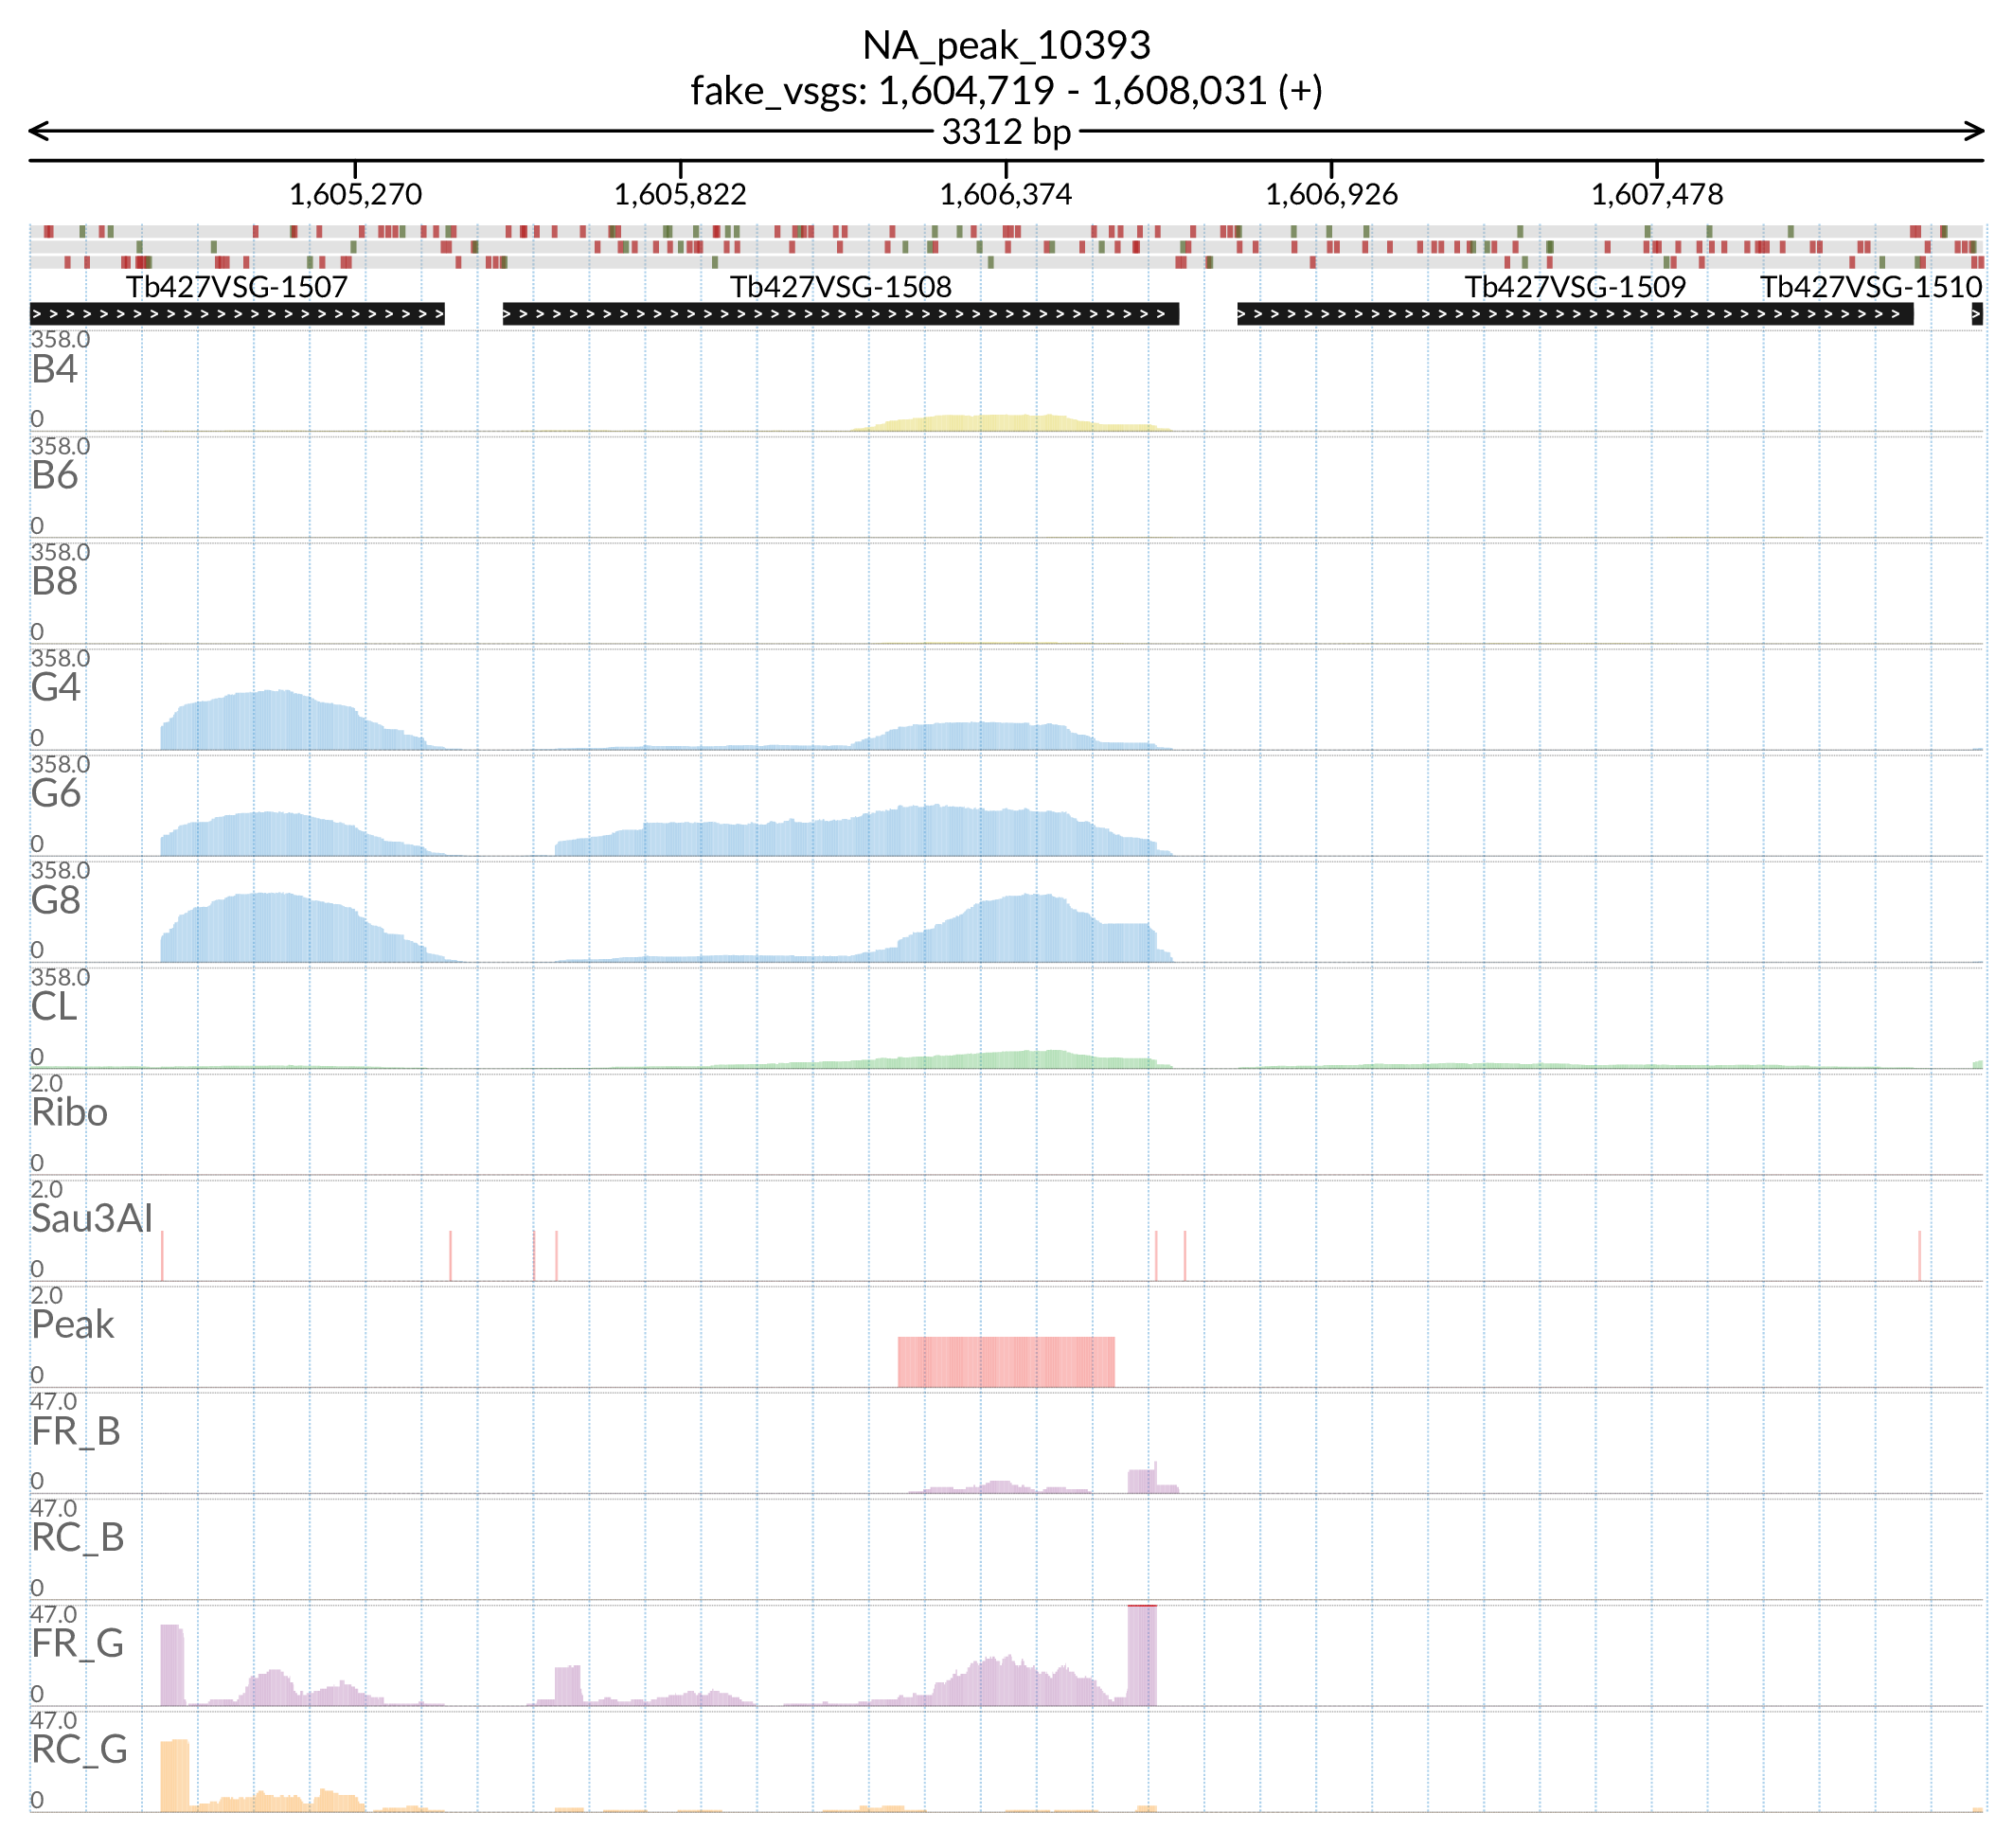 NA_peak_10393
fake_vsgs: 1,604,719 - 1,608,031 (+)
3312 bp
1,605,270 1,605,822 1,606,374 1,606,926 1,607,478
Tb427VSG-1507 Tb427VSG-1508 Tb427VSG-1509 Tb427VSG-1510
358.0
B4
0
358.0
B6
0
358.0
B8
0
358.0
G4
0
358.0
G6
0
358.0
G8
0
358.0
CL
0
2.0
Ribo
0
2.0
Sau3AI
0
2.0
Peak
0
47.0
FR_B
0
47.0
RC_B
0
47.0
FR_G
0
47.0
RC_G
0